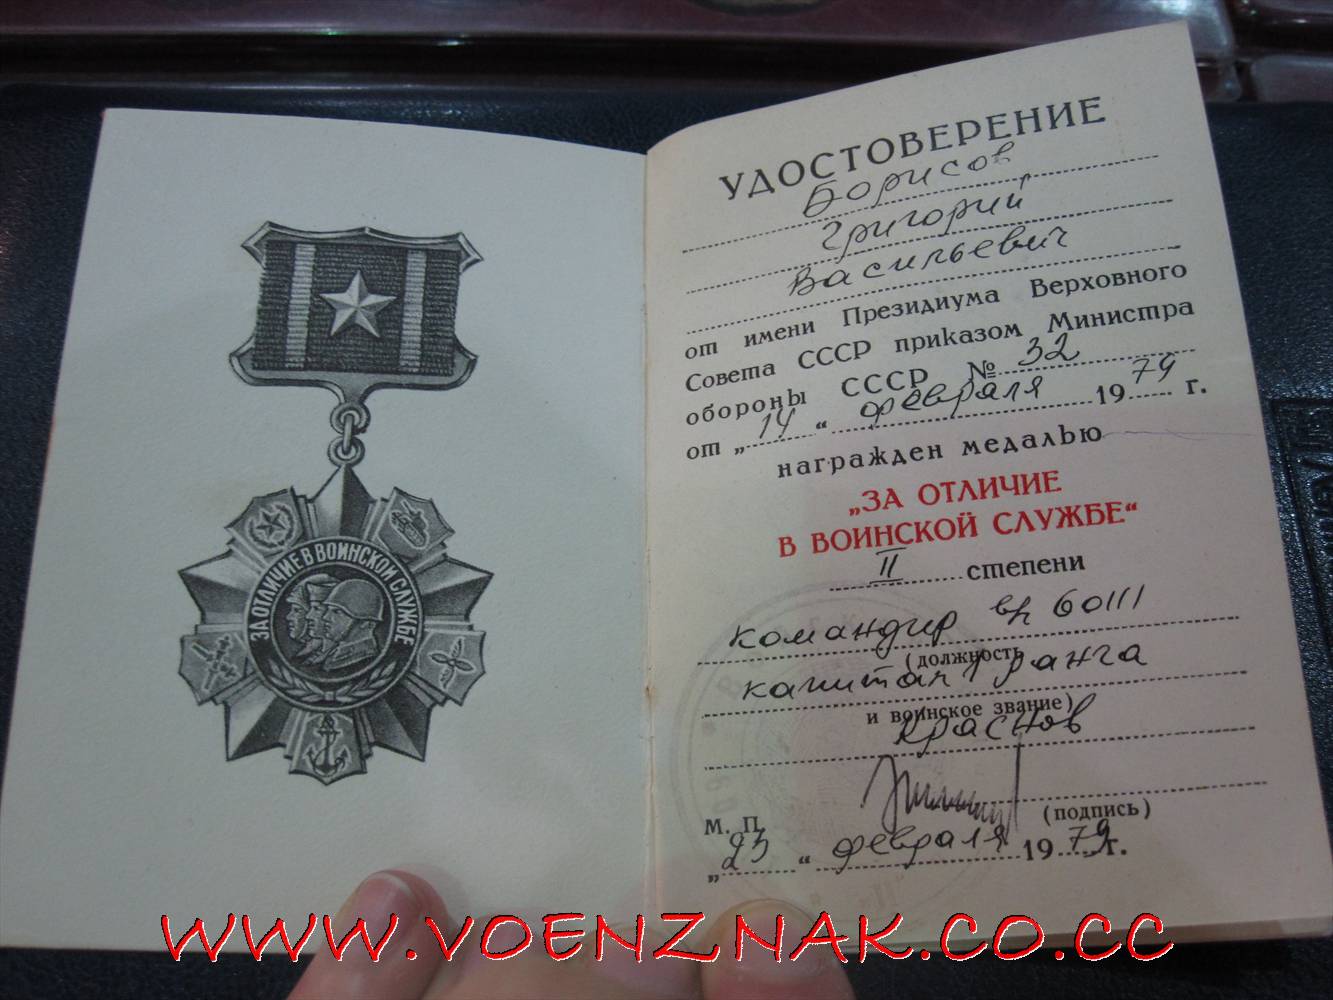 ЗА ОТЛИЧИЕ В ВОИНСКОЙ СЛУЖБЕ
УДОСТОВЕРЕНИЕ
Борисов
Григорий
Васильевич
от имени Президиума Верховного
Совета СССР приказом Министра
обороны СССР № 32
от „14“ февраля 1979 г.
награжден медалью
„ЗА ОТЛИЧИЕ
В ВОИНСКОЙ СЛУЖБЕ“
II степени
командир вч 60111
(должность
капитан 1 ранга
и воинское звание)
Краснов
(подпись)
М. П.
„23“ февраля 1979 г.
WWW.VOENZNAK.CO.CC